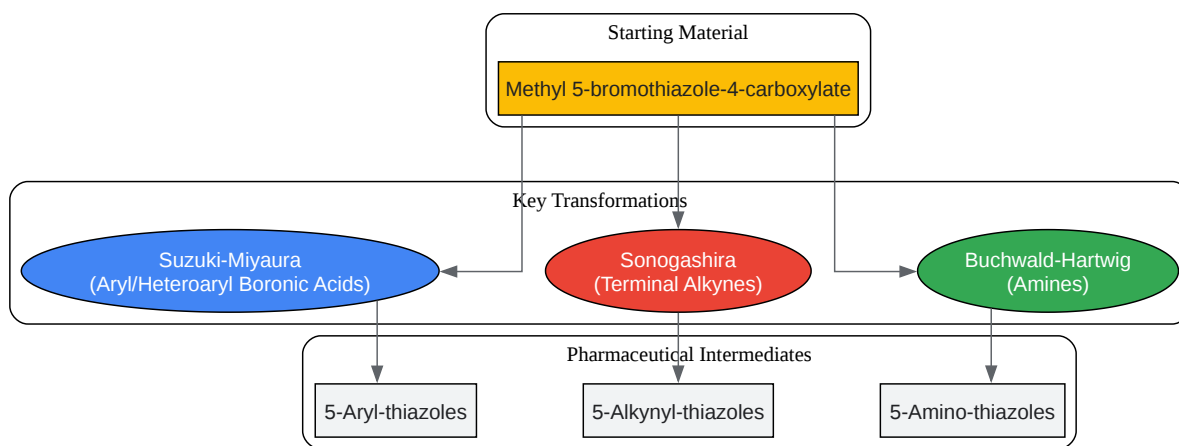 Starting Material
Methyl 5-bromothiazole-4-carboxylate
Key Transformations
Suzuki-Miyaura
(Aryl/Heteroaryl Boronic Acids)
Sonogashira
(Terminal Alkynes)
Buchwald-Hartwig
(Amines)
Pharmaceutical Intermediates
5-Aryl-thiazoles
5-Alkynyl-thiazoles
5-Amino-thiazoles